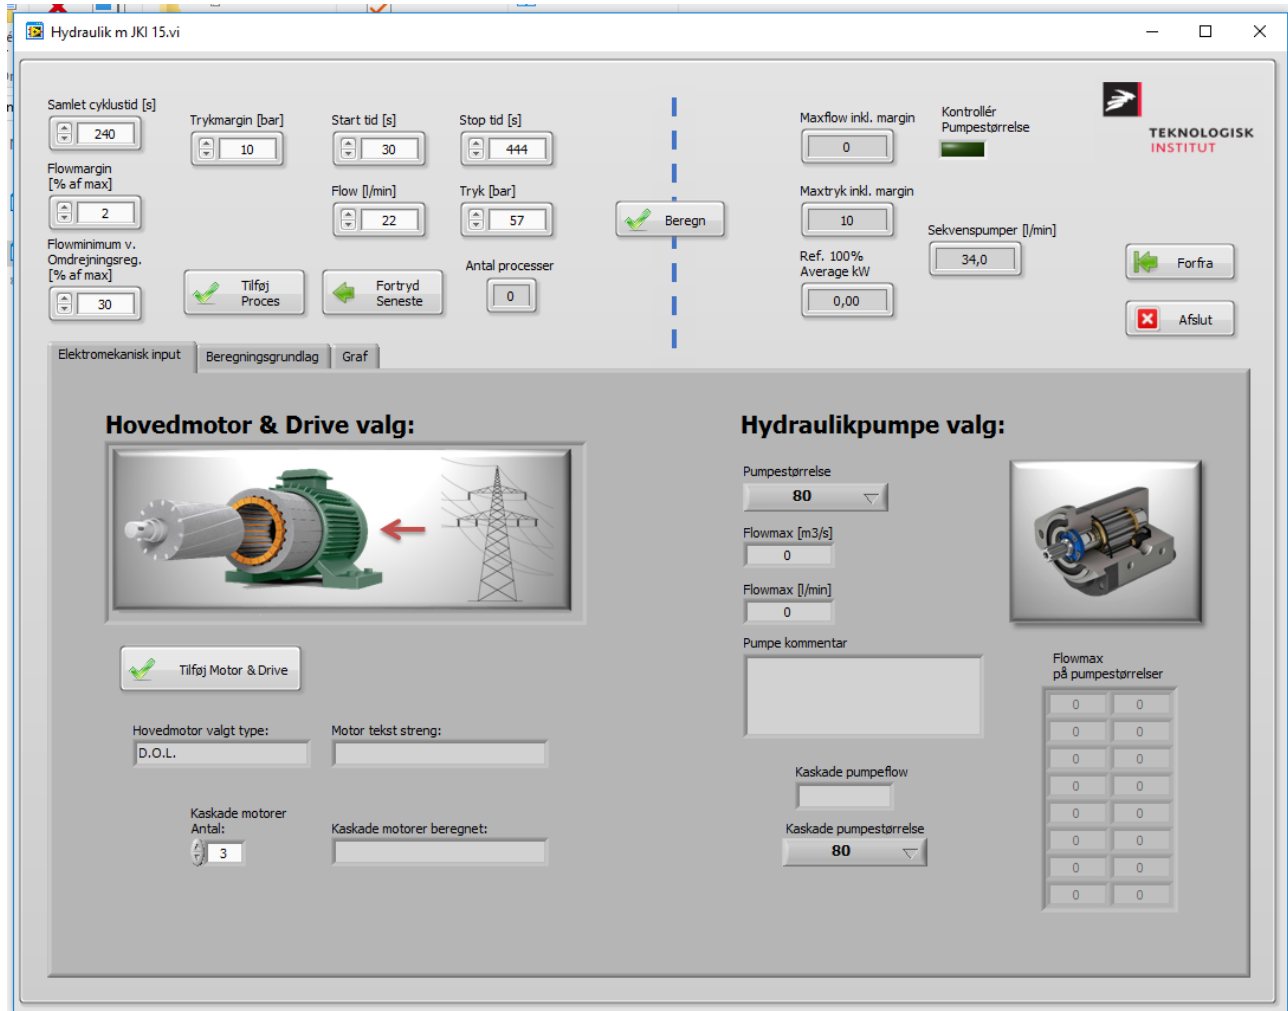 Hydraulik m JKI 15.vi
Samlet cyklustid [s]
240
Trykmargin [bar]
10
Start tid [s]
30
Stop tid [s]
444
Flowmargin
[% af max]
2
Flow [l/min]
22
Tryk [bar]
57
Flowminimum v.
Omdrejningsreg.
[% af max]
30
Tilføj
Proces
Fortryd
Seneste
Antal processer
0
Beregn
Maxflow inkl. margin
0
Kontrollér
Pumpestørrelse
Maxtryk inkl. margin
10
Ref. 100%
Average kW
0,00
Sekvenspumper [l/min]
34,0
TEKNOLOGISK
INSTITUT
Forfra
Afslut
Elektromekanisk input
Beregningsgrundlag
Graf
Hovedmotor & Drive valg:
Tilføj Motor & Drive
Hovedmotor valgt type:
D.O.L.
Motor tekst streng:
Kaskade motorer
Antal:
3
Kaskade motorer beregnet:
Hydraulikpumpe valg:
Pumpestørrelse
80
Flowmax [m3/s]
0
Flowmax [l/min]
0
Pumpe kommentar
Kaskade pumpeflow
Kaskade pumpestørrelse
80
Flowmax
på pumpestørrelser
0 0
0 0
0 0
0 0
0 0
0 0
0 0
0 0